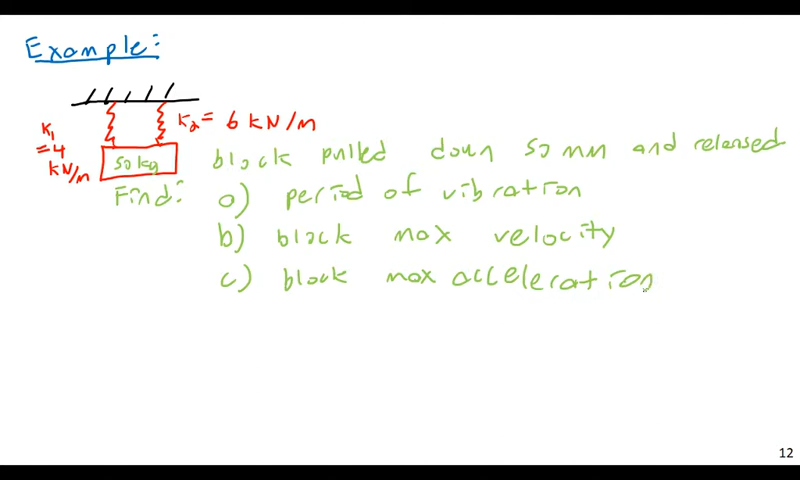 Example:
K₁ = 4 kN/m
K₂ = 6 kN/m
50 kg
block pulled down 50 mm and released
Find: a) period of vibration
b) block max velocity
c) block max acceleration
12